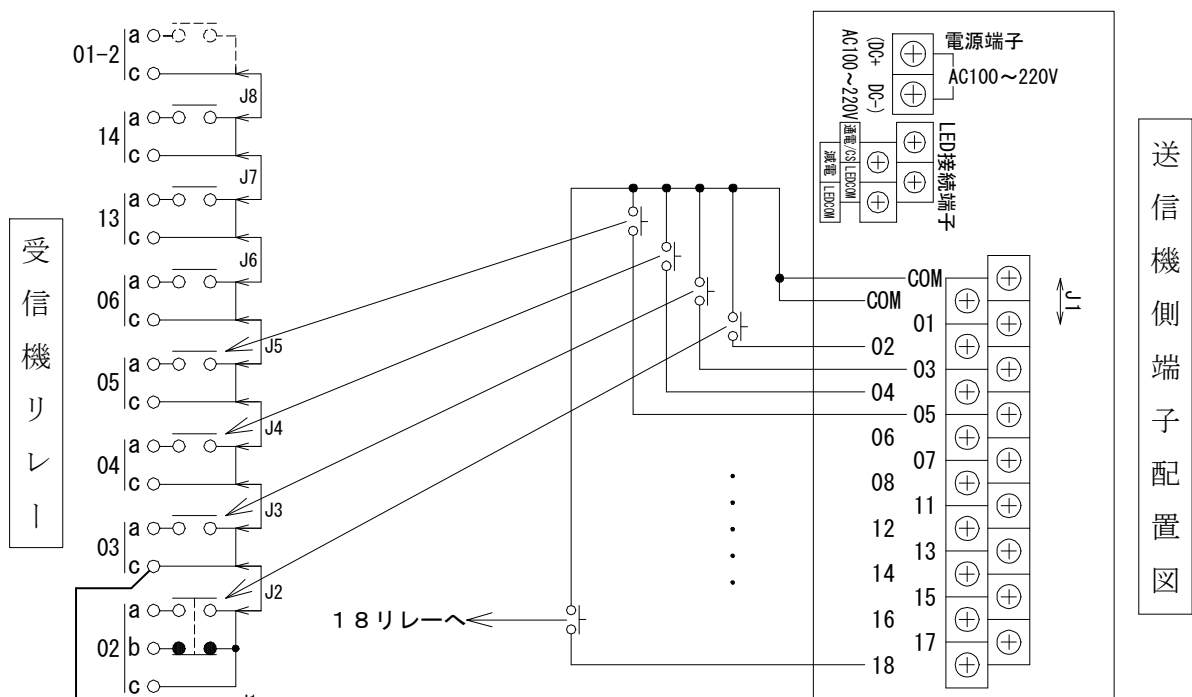 受信機リレー
01-2
a
c
J8
14
a
c
J7
13
a
c
J6
06
a
c
J5
05
a
c
J4
04
a
c
J3
03
a
c
J2
02
a
b
c
18リレーへ
電源端子
AC100～220V
(DC+ DC-)
AC100～220V
LED接続端子
通電/CS LEDCOM
減電 LEDCOM
COM
COM
01
02
03
04
05
06
07
08
11
12
13
14
15
16
17
18
J1
送信機側端子配置図